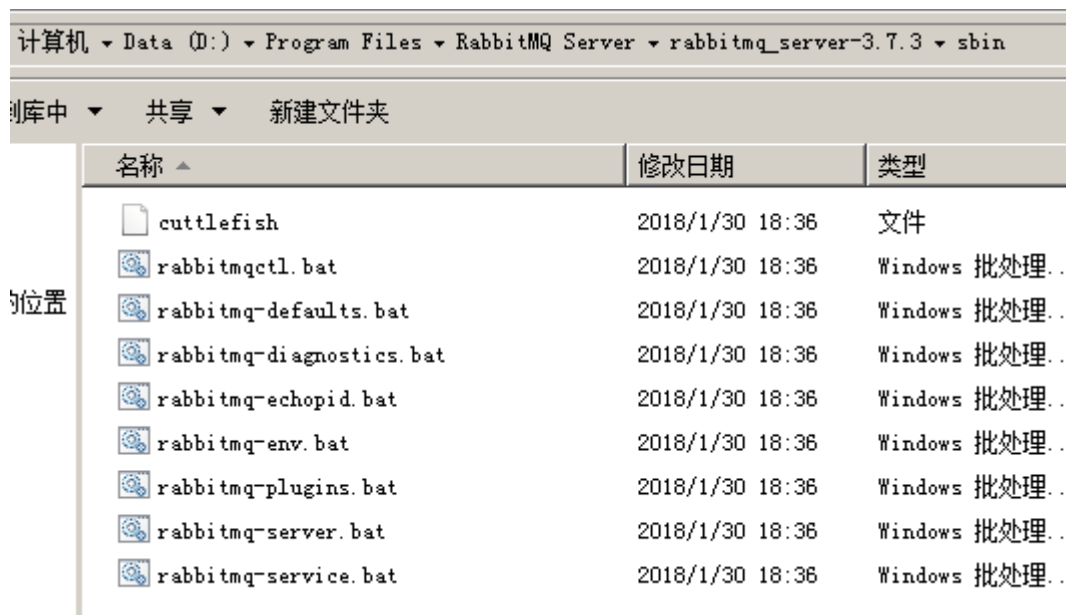 计算机 ▾ Data (D:) ▾ Program Files ▾ RabbitMQ Server ▾ rabbitmq_server-3.7.3 ▾ sbin
到库中 ▾ 共享 ▾ 新建文件夹
名称 修改日期 类型
cuttlefish 2018/1/30 18:36 文件
rabbitmqctl.bat 2018/1/30 18:36 Windows 批处理..
rabbitmq-defaults.bat 2018/1/30 18:36 Windows 批处理..
的位置
rabbitmq-diagnostics.bat 2018/1/30 18:36 Windows 批处理..
rabbitmq-echopid.bat 2018/1/30 18:36 Windows 批处理..
rabbitmq-env.bat 2018/1/30 18:36 Windows 批处理..
rabbitmq-plugins.bat 2018/1/30 18:36 Windows 批处理..
rabbitmq-server.bat 2018/1/30 18:36 Windows 批处理..
rabbitmq-service.bat 2018/1/30 18:36 Windows 批处理..